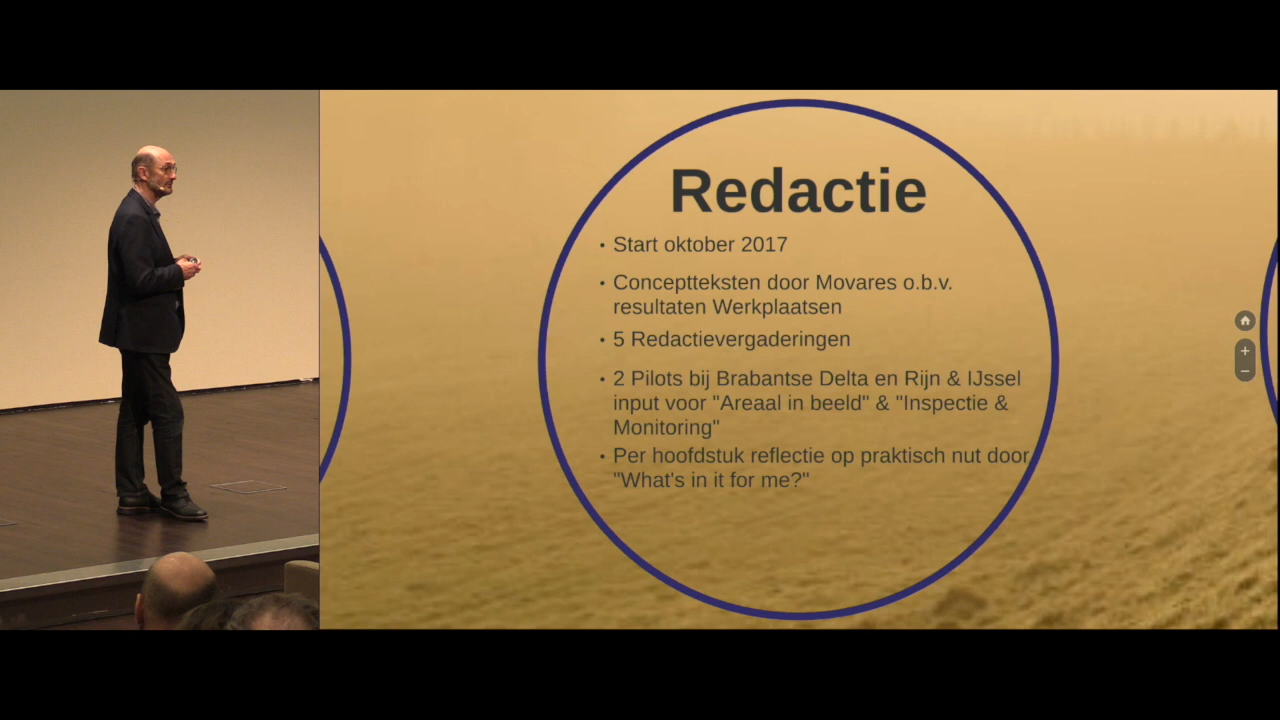 Redactie
• Start oktober 2017
• Concептteksten door Movares o.b.v.
resultaten Werkplaatsen
• 5 Redactievergaderingen
• 2 Pilots bij Brabantse Delta en Rijn & IJssel
input voor "Areaal in beeld" & "Inspectie &
Monitoring"
• Per hoofdstuk reflectie op praktisch nut door
"What's in it for me?"